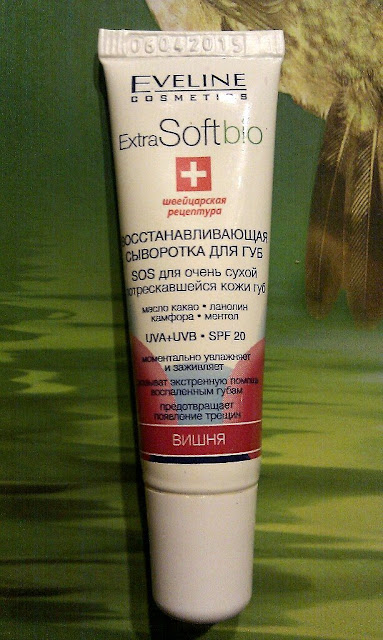 06042015
EVELINE
COSMETICS
Extra Soft bio
швейцарская
рецептура
ВОССТАНАВЛИВАЮЩАЯ
СЫВОРОТКА ДЛЯ ГУБ
SOS для очень сухой
потрескавшейся кожи губ
масло какао • ланолин
камфора • ментол
UVA+UVB • SPF 20
моментально увлажняет
и заживляет
экстренную помощь
воспаленным губам
предотвращает
появление трещин
ВИШНЯ